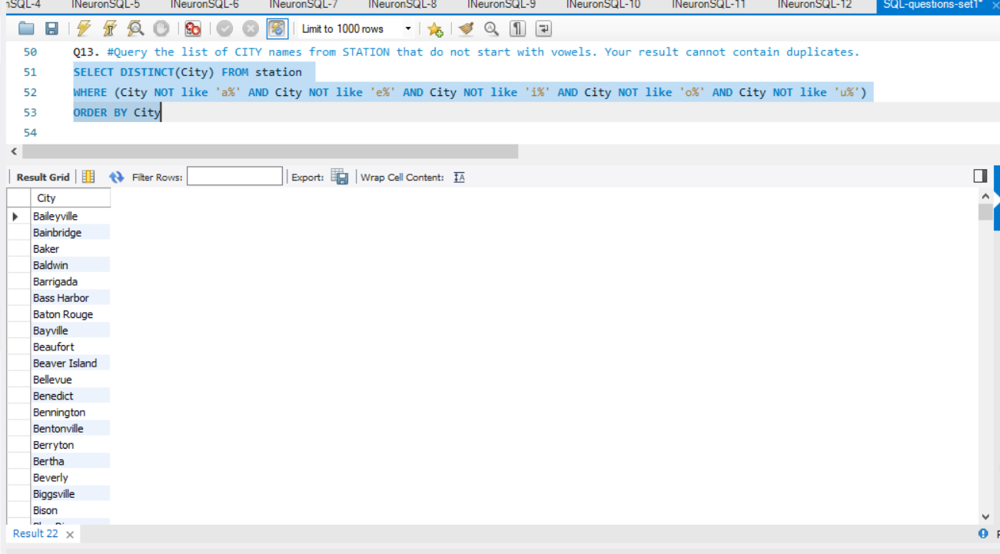 nSQL-4 INeuronSQL-5 INeuronSQL-6 INeuronSQL-7 INeuronSQL-8 INeuronSQL-9 INeuronSQL-10 INeuronSQL-11 INeuronSQL-12 SQL-questions-set1* ×
Limit to 1000 rows
50 Q13. #Query the list of CITY names from STATION that do not start with vowels. Your result cannot contain duplicates.
51 SELECT DISTINCT(City) FROM station
52 WHERE (City NOT like 'a%' AND City NOT like 'e%' AND City NOT like 'i%' AND City NOT like 'o%' AND City NOT like 'u%')
53 ORDER BY City
54
Result Grid Filter Rows: Export: Wrap Cell Content: IA
City
Baileyville
Bainbridge
Baker
Baldwin
Barrigada
Bass Harbor
Baton Rouge
Bayville
Beaufort
Beaver Island
Bellevue
Benedict
Bennington
Bentonville
Berryton
Bertha
Beverly
Biggsville
Bison
Result 22 ×